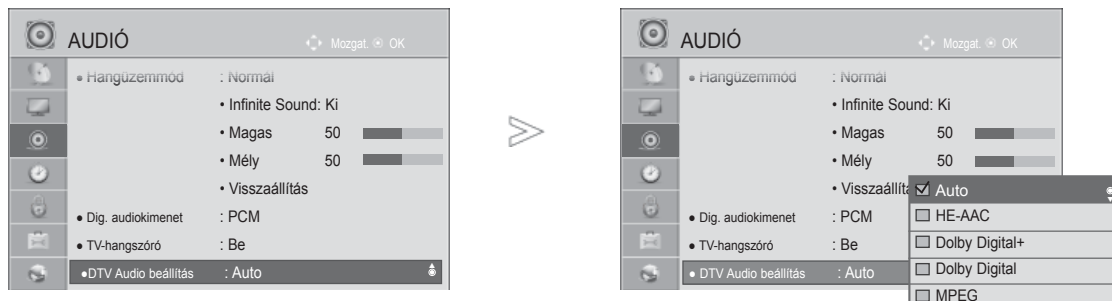 AUDIÓ
Mozgat. OK
• Hangüzemmód : Normál
• Infinite Sound: Ki
• Magas 50
• Mély 50
• Visszaállítás
• Dig. audiokimenet : PCM
• TV-hangszóró : Be
•DTV Audio beállítás : Auto
AUDIÓ
Mozgat. OK
• Hangüzemmód : Normál
• Infinite Sound: Ki
• Magas 50
• Mély 50
• Visszaállíta
• Dig. audiokimenet : PCM
• TV-hangszóró : Be
• DTV Audio beállítás : Auto
Auto
HE-AAC
Dolby Digital+
Dolby Digital
MPEG